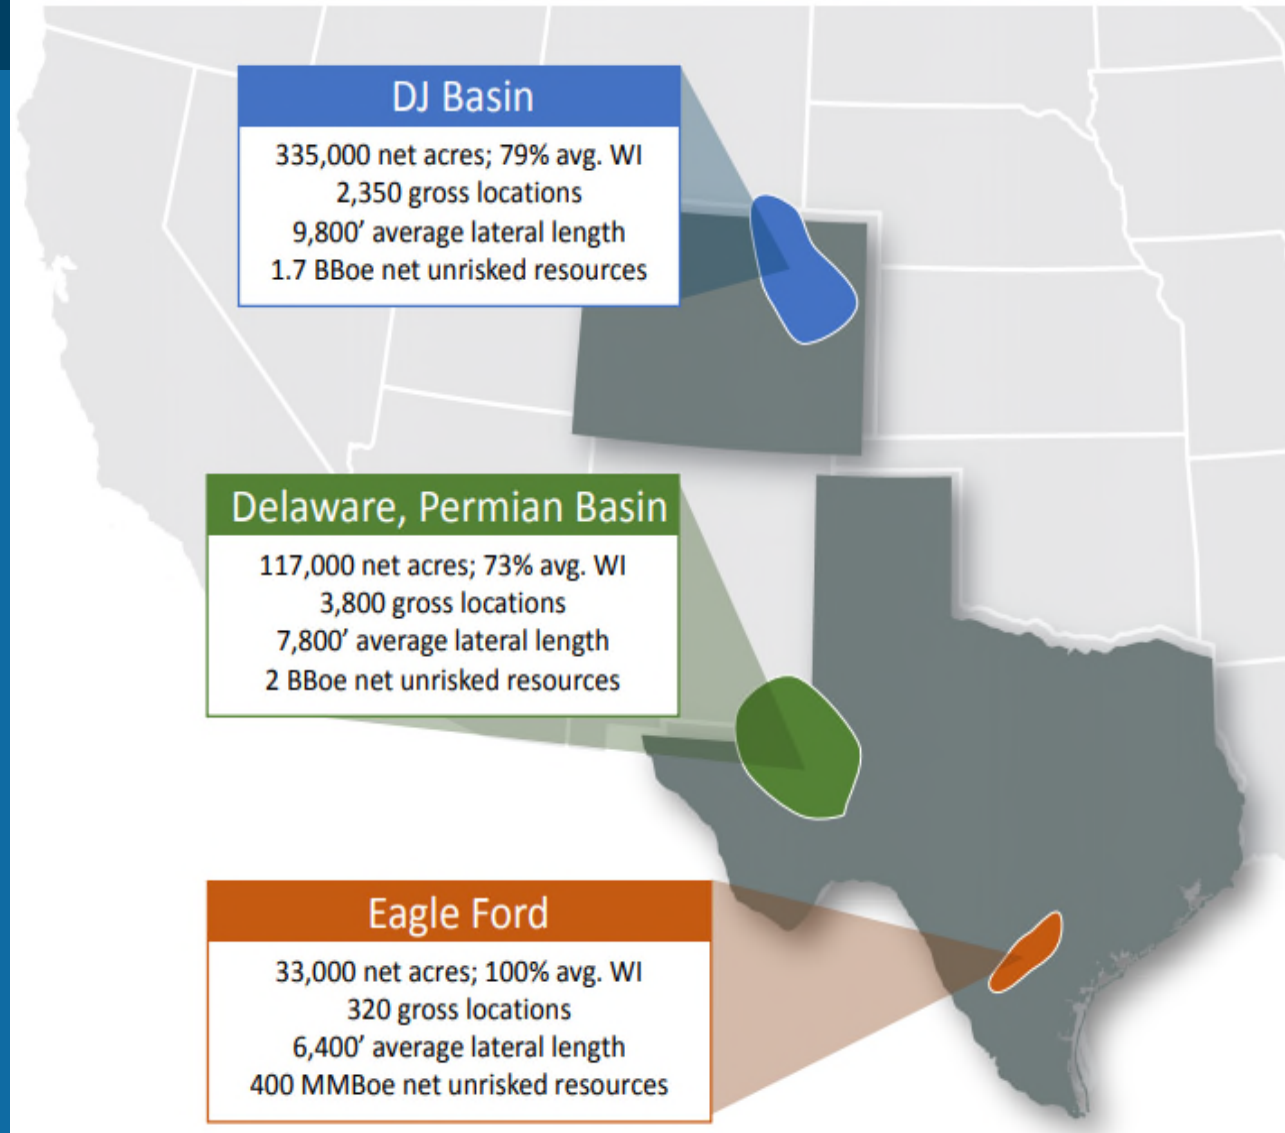 DJ Basin
335,000 net acres; 79% avg. WI
2,350 gross locations
9,800’ average lateral length
1.7 BBoe net unrisked resources
Delaware, Permian Basin
117,000 net acres; 73% avg. WI
3,800 gross locations
7,800’ average lateral length
2 BBoe net unrisked resources
Eagle Ford
33,000 net acres; 100% avg. WI
320 gross locations
6,400’ average lateral length
400 MMBoe net unrisked resources